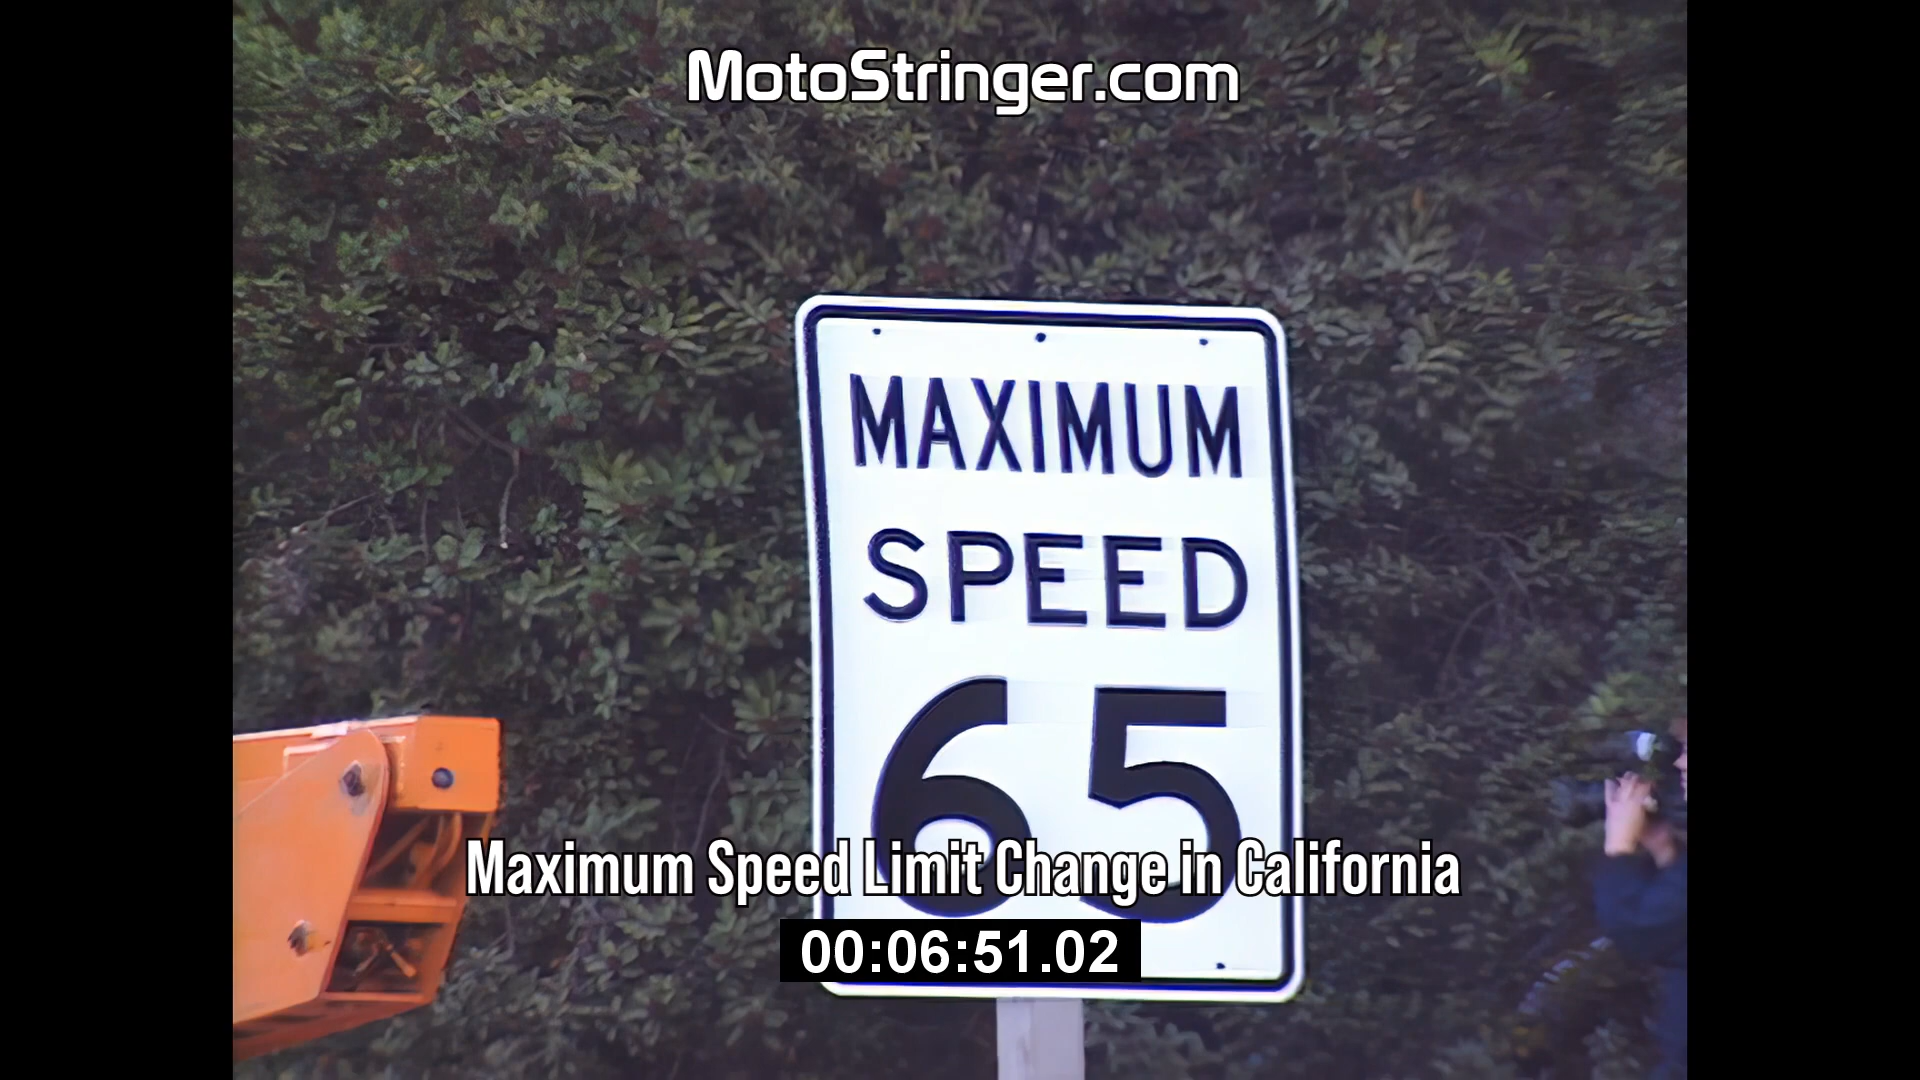 MotoStringer.com
MAXIMUM
SPEED
65
Maximum Speed Limit Change in California
00:06:51.02